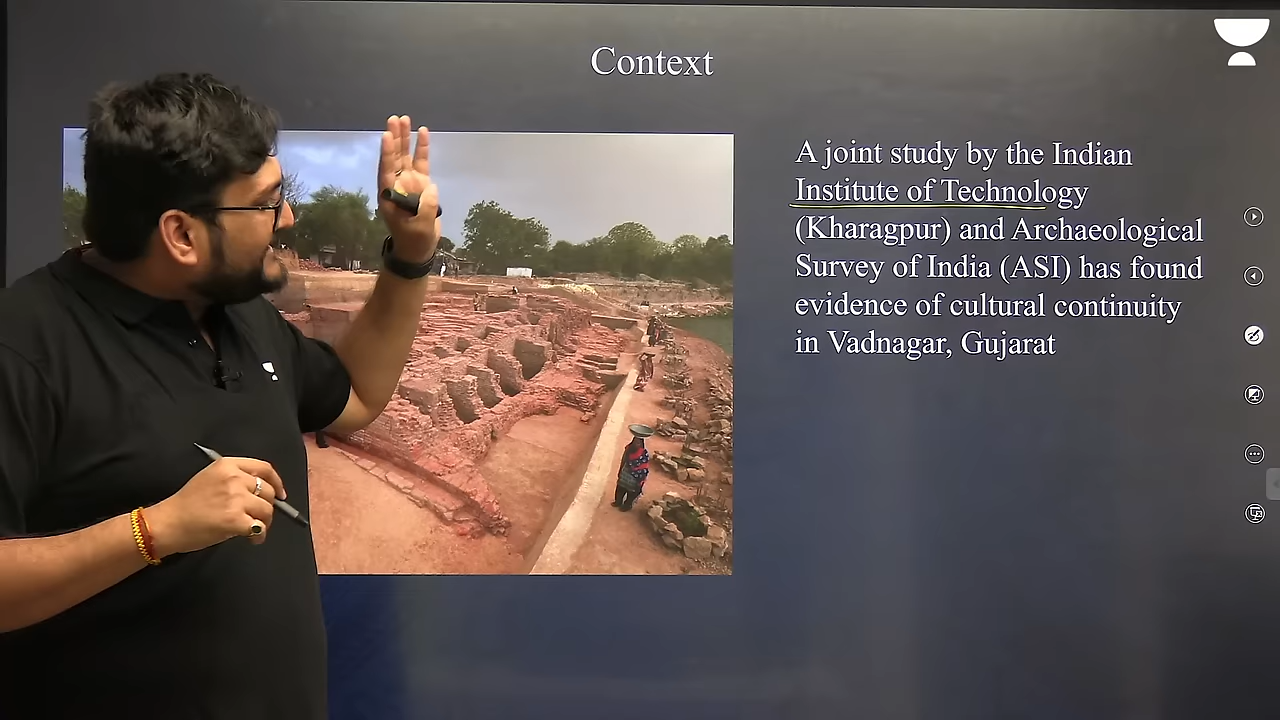 Context
A joint study by the Indian
Institute of Technology
(Kharagpur) and Archaeological
Survey of India (ASI) has found
evidence of cultural continuity
in Vadnagar, Gujarat